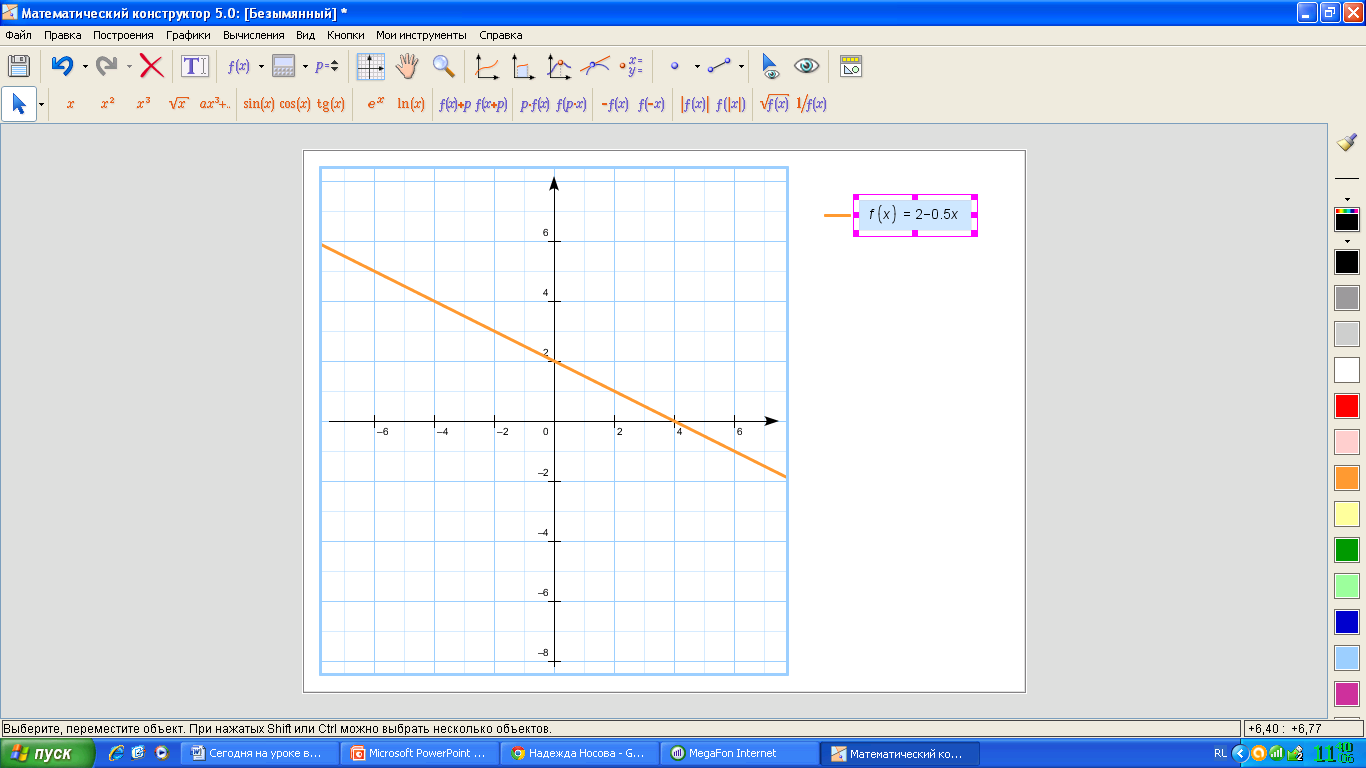 Математический конструктор 5.0: [Безымянный] *
Файл Правка Построения Графики Вычисления Вид Кнопки Мои инструменты Справка
T f(x) p= x= y=
x x² x³ √x ax³+.. sin(x) cos(x) tg(x) eˣ ln(x) f(x)+p f(x+p) p·f(x) f(p·x) -f(x) f(-x) |f(x)| f(|x|) √f(x) 1/f(x)
f(x) = 2−0.5x
6
4
2
−6 −4 −2 0 2 4 6
−2
−4
−6
−8
Выберите, переместите объект. При нажатых Shift или Ctrl можно выбрать несколько объектов. +6,40 : +6,77
пуск Сегодня на уроке в... Microsoft PowerPoint ... Надежда Носова - G... MegaFon Internet Математический ко... RL